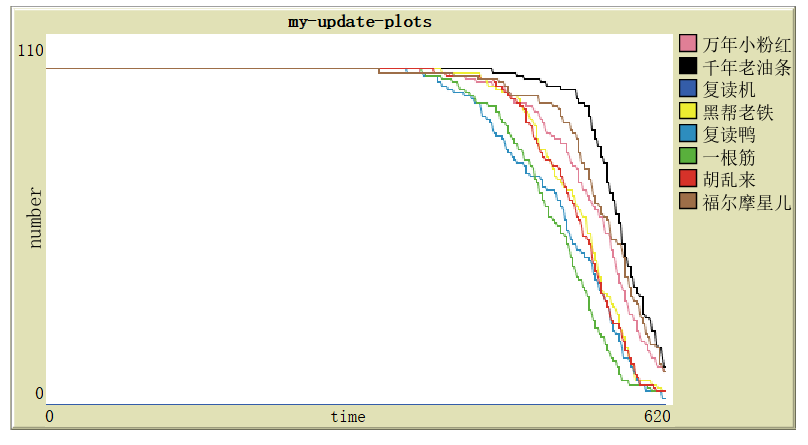 my-update-plots
110
number
0
0 time 620
万年小粉红
千年老油条
复读机
黑帮老铁
复读鸭
一根筋
胡乱来
福尔摩星儿